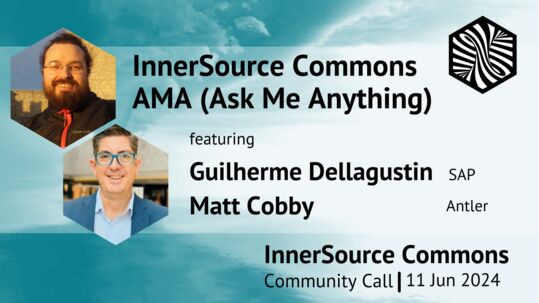 InnerSource Commons
AMA (Ask Me Anything)
featuring
Guilherme Dellagustin SAP
Matt Cobby Antler
InnerSource Commons
Community Call | 11 Jun 2024